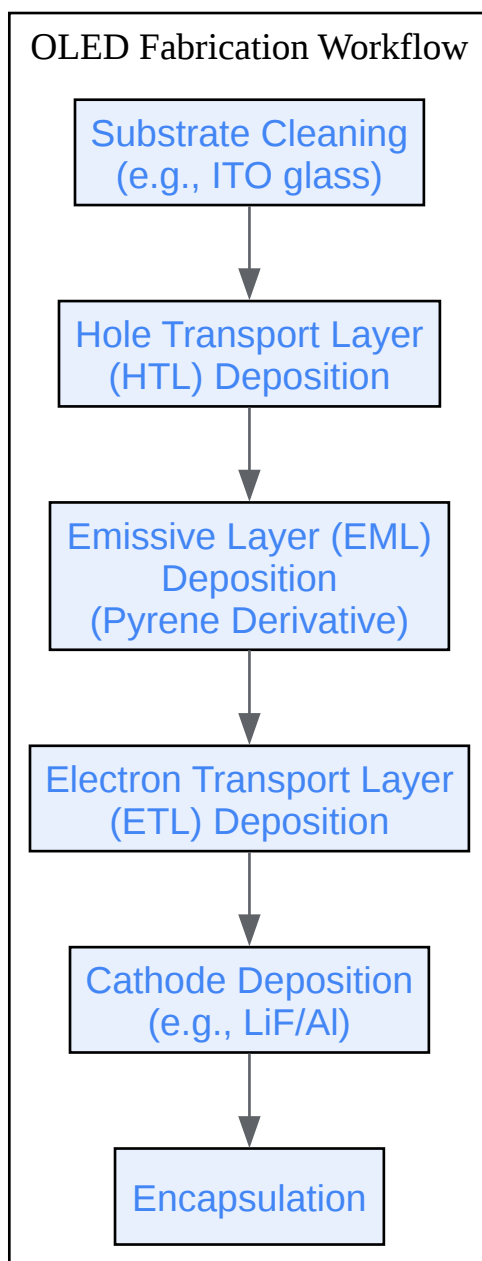 OLED Fabrication Workflow
Substrate Cleaning
(e.g., ITO glass)
Hole Transport Layer
(HTL) Deposition
Emissive Layer (EML)
Deposition
(Pyrene Derivative)
Electron Transport Layer
(ETL) Deposition
Cathode Deposition
(e.g., LiF/Al)
Encapsulation